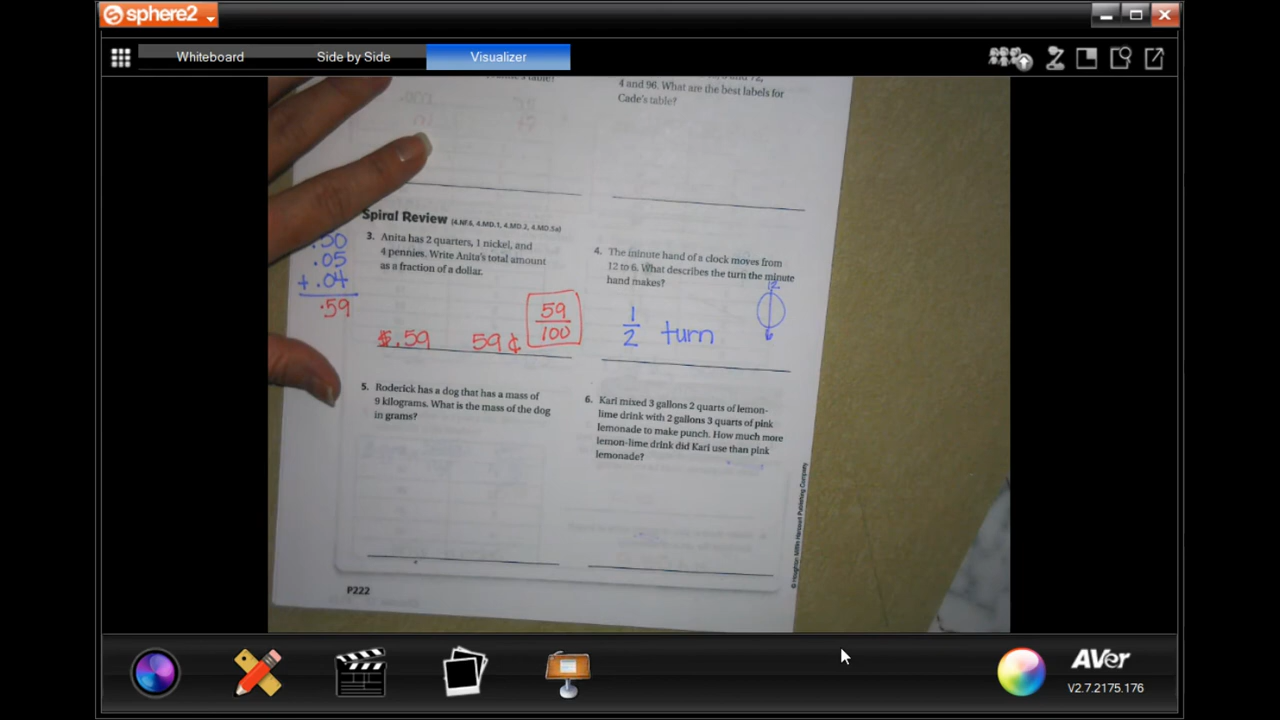 sphere2
Whiteboard
Side by Side
Visualizer
4 and 96. What are the best labels for
Cade's table?
Spiral Review (4.NF.6, 4.MD.1, 4.MD.2, 4.MD.5a)
3. Anita has 2 quarters, 1 nickel, and
4 pennies. Write Anita's total amount
as a fraction of a dollar.
.50
.05
+ .04
.59
$.59 59¢ 59/100
4. The minute hand of a clock moves from
12 to 6. What describes the turn the minute
hand makes?
12
6
1/2 turn
5. Roderick has a dog that has a mass of
9 kilograms. What is the mass of the dog
in grams?
6. Kari mixed 3 gallons 2 quarts of lemon-
lime drink with 2 gallons 3 quarts of pink
lemonade to make punch. How much more
lemon-lime drink did Kari use than pink
lemonade?
© Houghton Mifflin Harcourt Publishing Company
P222
AVer
V2.7.2175.176